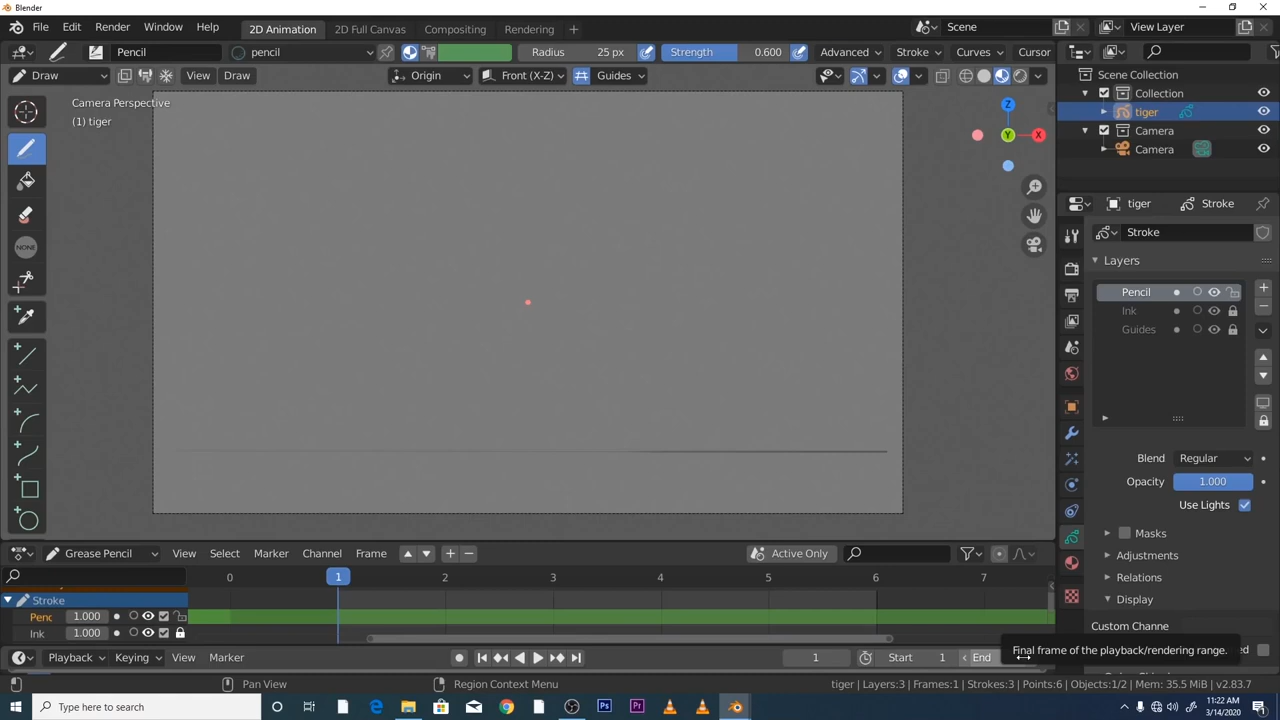 Blender
File Edit Render Window Help 2D Animation 2D Full Canvas Compositing Rendering + Scene View Layer
Pencil pencil Radius 25 px Strength 0.600 Advanced Stroke Curves Cursor
Draw View Draw Origin Front (X-Z) Guides
Scene Collection
Collection
tiger
Camera
Camera
Camera Perspective
(1) tiger
Z
Y
X
NONE
tiger Stroke
Stroke
Layers
Pencil
Ink
Guides
Blend Regular
Opacity 1.000
Use Lights
Masks
Adjustments
Relations
Display
Custom Channe
Grease Pencil View Select Marker Channel Frame Active Only
0 1 2 3 4 5 6 7
Stroke
Penc 1.000
Ink 1.000
Final frame of the playback/rendering range.
Playback Keying View Marker 1 Start 1 End
Pan View Region Context Menu tiger | Layers:3 | Frames:1 | Strokes:3 | Points:6 | Objects:1/2 | Mem: 35.5 MiB | v2.83.7
Type here to search
11:22 AM
3/14/2020